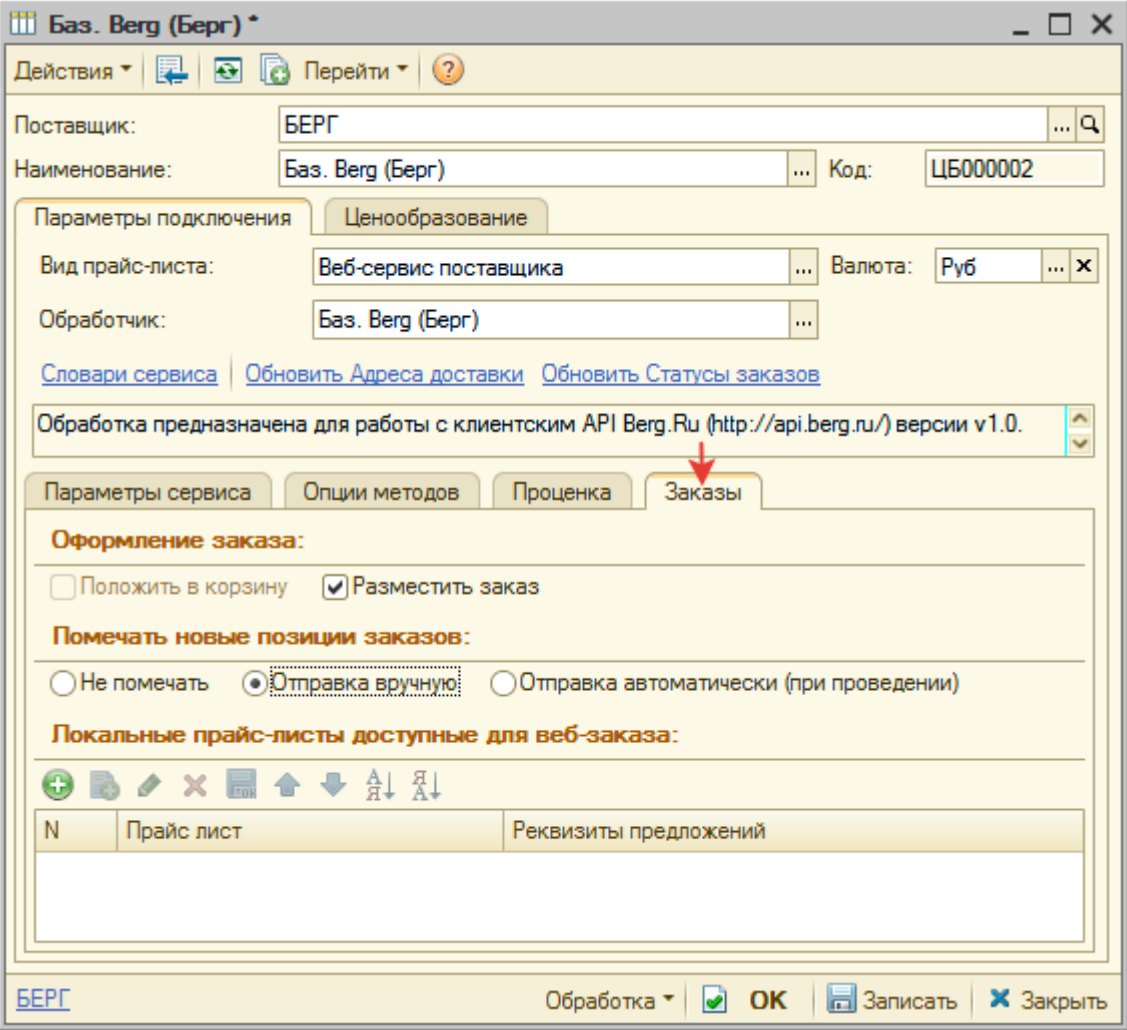 Баз. Berg (Берг) *
Действия Перейти
Поставщик: БЕРГ ...
Наименование: Баз. Berg (Берг) ... Код: ЦБ000002
Параметры подключения Ценообразование
Вид прайс-листа: Веб-сервис поставщика ... Валюта: Руб ...
Обработчик: Баз. Berg (Берг) ...
Словари сервиса Обновить Адреса доставки Обновить Статусы заказов
Обработка предназначена для работы с клиентским API Berg.Ru (http://api.berg.ru/) версии v1.0.
Параметры сервиса Опции методов Проценка Заказы
Оформление заказа:
Положить в корзину Разместить заказ
Помечать новые позиции заказов:
Не помечать Отправка вручную Отправка автоматически (при проведении)
Локальные прайс-листы доступные для веб-заказа:
N Прайс лист Реквизиты предложений
БЕРГ Обработка OK Записать Закрыть